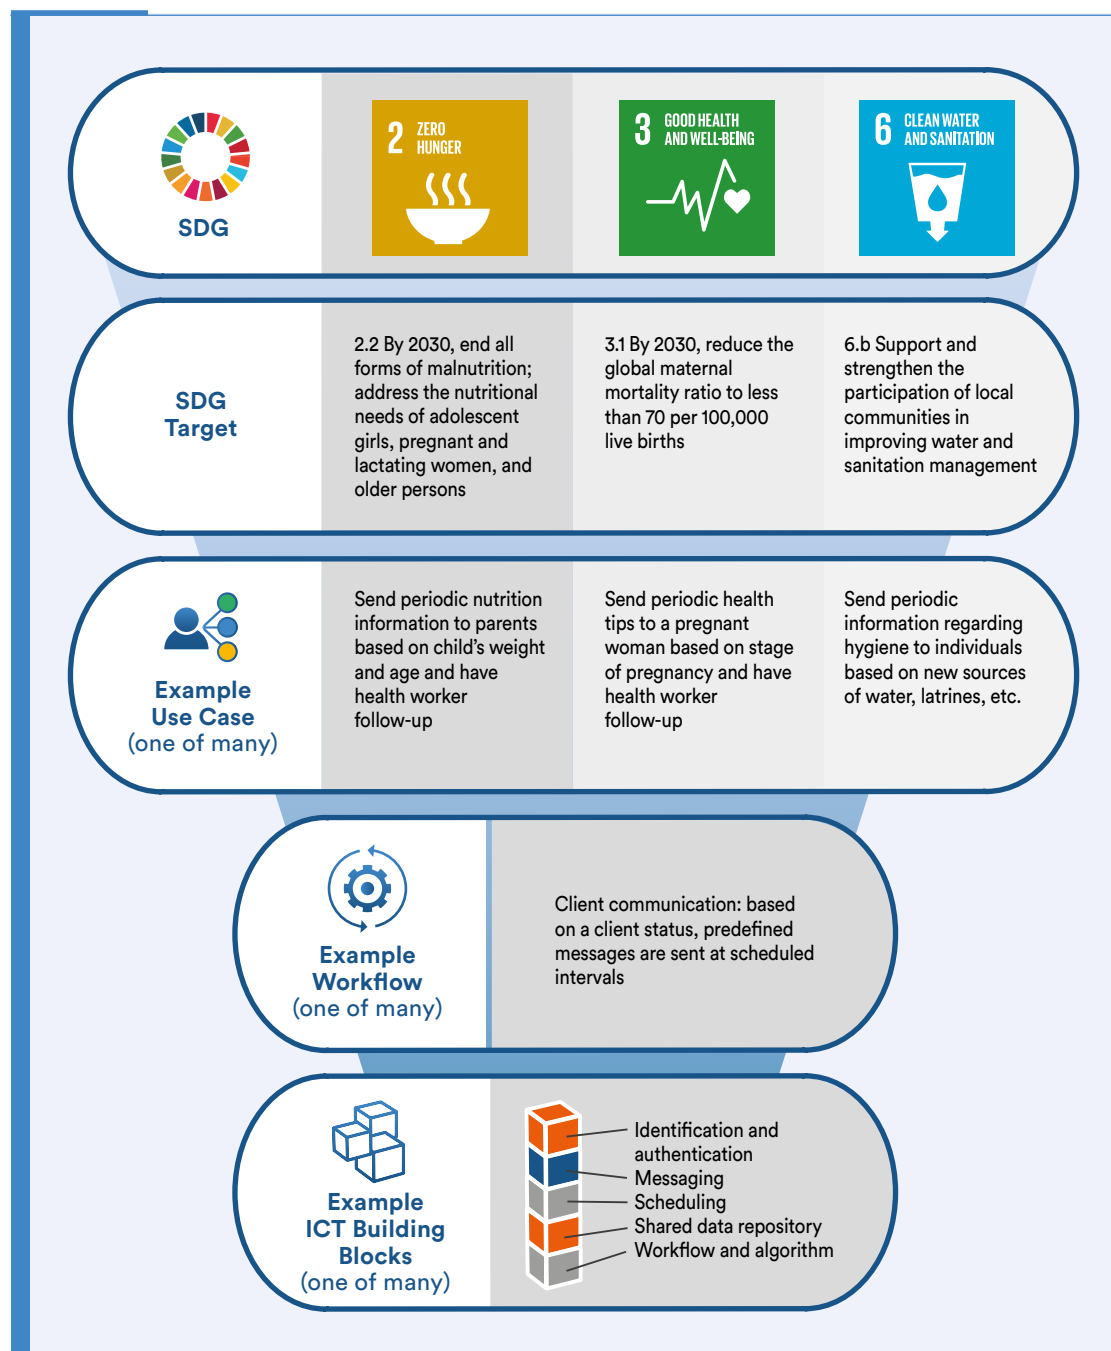 SDG
2 ZERO
HUNGER
3 GOOD HEALTH
AND WELL-BEING
6 CLEAN WATER
AND SANITATION
SDG
Target
2.2 By 2030, end all
forms of malnutrition;
address the nutritional
needs of adolescent
girls, pregnant and
lactating women, and
older persons
3.1 By 2030, reduce the
global maternal
mortality ratio to less
than 70 per 100,000
live births
6.b Support and
strengthen the
participation of local
communities in
improving water and
sanitation management
Example
Use Case
(one of many)
Send periodic nutrition
information to parents
based on child’s weight
and age and have
health worker
follow-up
Send periodic health
tips to a pregnant
woman based on stage
of pregnancy and have
health worker
follow-up
Send periodic
information regarding
hygiene to individuals
based on new sources
of water, latrines, etc.
Example
Workflow
(one of many)
Client communication: based
on a client status, predefined
messages are sent at scheduled
intervals
Example
ICT Building
Blocks
(one of many)
Identification and
authentication
Messaging
Scheduling
Shared data repository
Workflow and algorithm